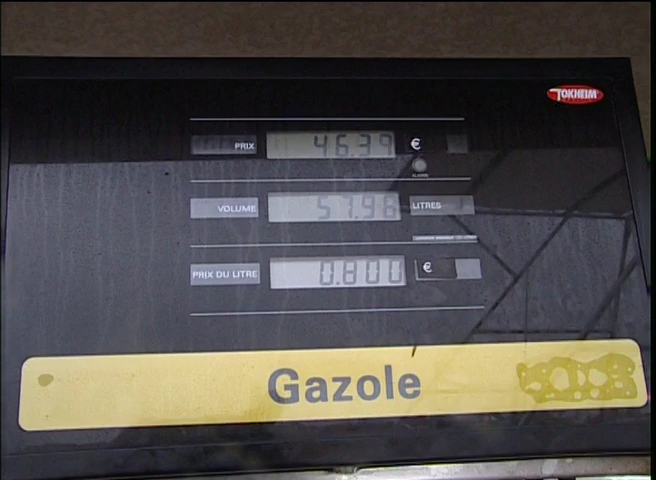 TOKHEIM
PRIX 46.39 €
VOLUME 57.98 LITRES
PRIX DU LITRE 0.800 €
Gazole